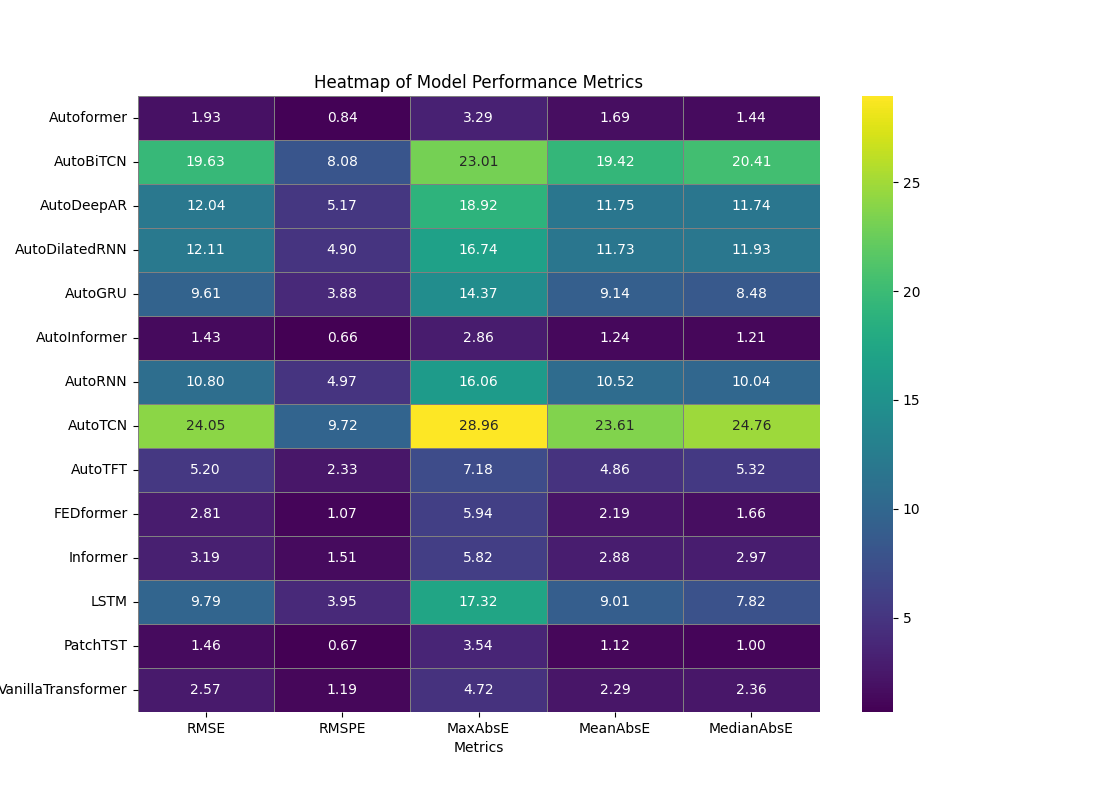 Heatmap of Model Performance Metrics
Autoformer 1.93 0.84 3.29 1.69 1.44
AutoBiTCN 19.63 8.08 23.01 19.42 20.41
AutoDeepAR 12.04 5.17 18.92 11.75 11.74
AutoDilatedRNN 12.11 4.90 16.74 11.73 11.93
AutoGRU 9.61 3.88 14.37 9.14 8.48
AutoInformer 1.43 0.66 2.86 1.24 1.21
AutoRNN 10.80 4.97 16.06 10.52 10.04
AutoTCN 24.05 9.72 28.96 23.61 24.76
AutoTFT 5.20 2.33 7.18 4.86 5.32
FEDformer 2.81 1.07 5.94 2.19 1.66
Informer 3.19 1.51 5.82 2.88 2.97
LSTM 9.79 3.95 17.32 9.01 7.82
PatchTST 1.46 0.67 3.54 1.12 1.00
VanillaTransformer 2.57 1.19 4.72 2.29 2.36
RMSE RMSPE MaxAbsE MeanAbsE MedianAbsE
Metrics
25
20
15
10
5